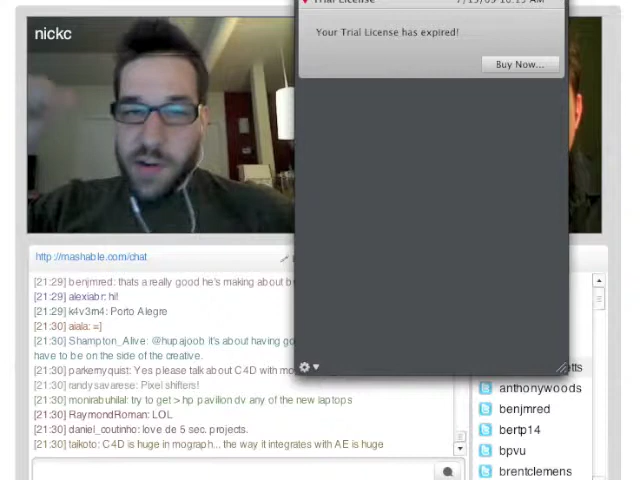 nickc
Your Trial License has expired!
Buy Now...
http://mashable.com/chat
[21:29] benjmred: thats a really good he's making about
[21:29] alexiabr: hi!
[21:29] k4v3m4: Porto Alegre
[21:30] aiala: =]
[21:30] Shampton_Alive: @hupajoob it's about having
have to be on the side of the creative.
[21:30] parkernyquist: Yes please talk about C4D with
[21:30] randysavarese: Pixel shifters!
[21:30] monirabuhilal: try to get > hp pavilion dv any of the new laptops
[21:30] RaymondRoman: LOL
[21:30] daniel_coutinho: love de 5 sec. projects.
[21:30] taikoto: C4D is huge in mograph... the way it integrates with AE is huge
anthonywoods
benjmred
bertp14
bpvu
brentclemens